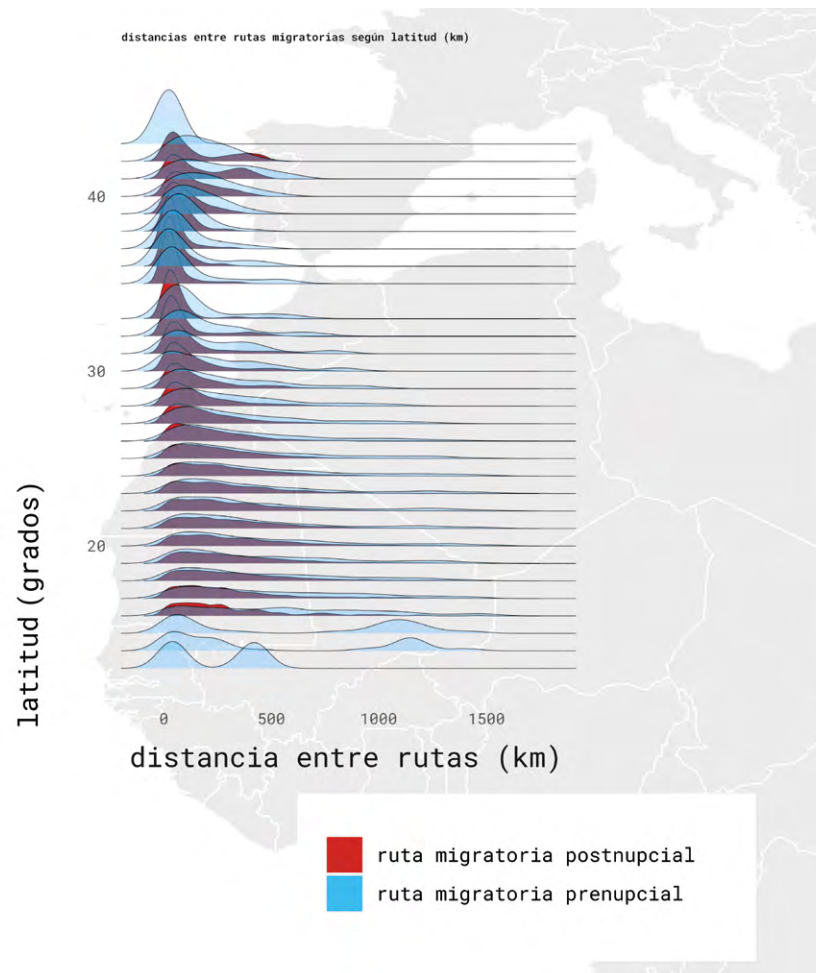 distancias entre rutas migratorias según latitud (km)
40
30
20
latitud (grados)
0 500 1000 1500
distancia entre rutas (km)
ruta migratoria postnupcial
ruta migratoria prenupcial